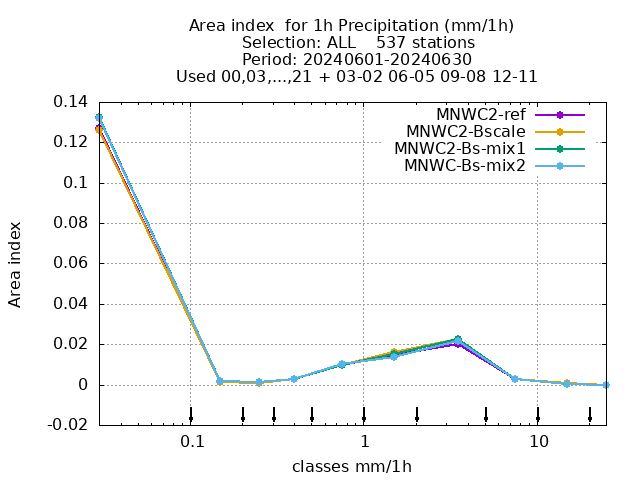 Area index  for 1h Precipitation (mm/1h)
Selection: ALL    537 stations
Period: 20240601-20240630
Used 00,03,...,21 + 03-02 06-05 09-08 12-11
MNWC2-ref
MNWC2-Bscale
MNWC2-Bs-mix1
MNWC-Bs-mix2
Area index
0.14
0.12
0.1
0.08
0.06
0.04
0.02
0
-0.02
0.1
1
10
classes mm/1h